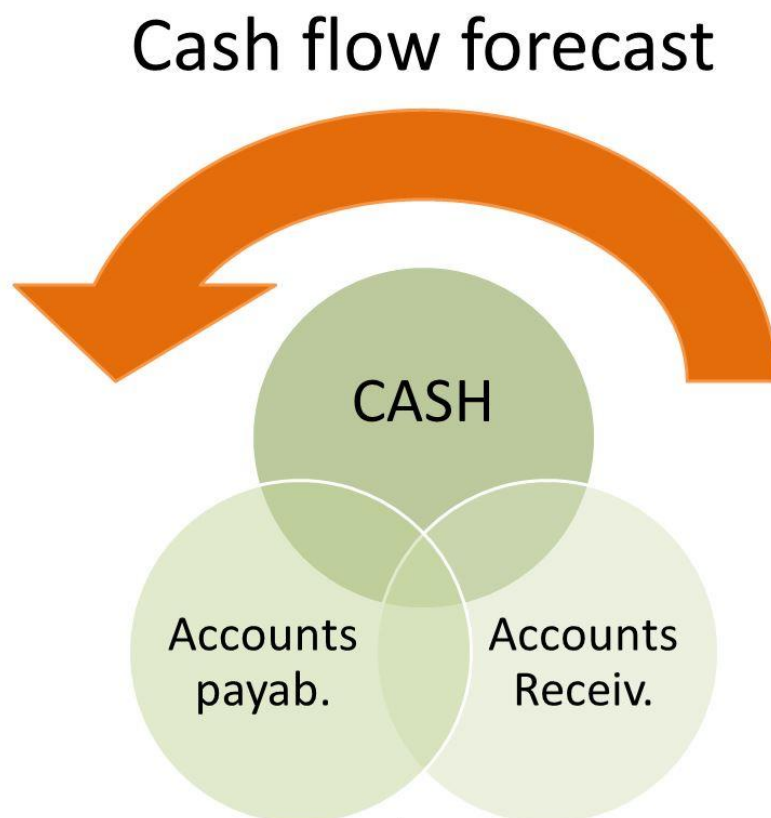 Cash flow forecast
CASH
Accounts
payab.
Accounts
Receiv.